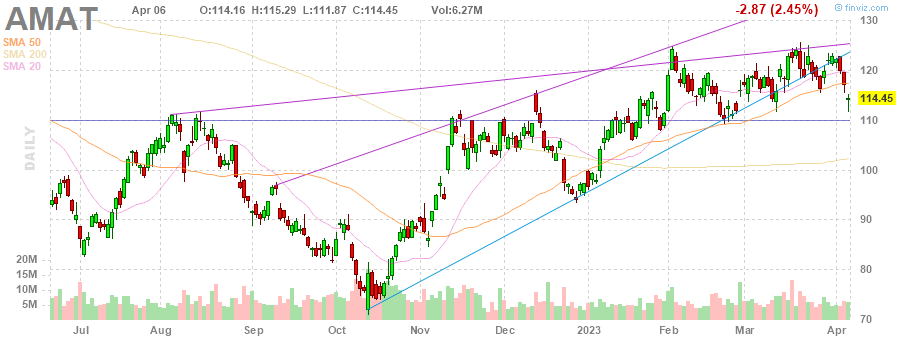 AMAT
Apr 06 O:114.16 H:115.29 L:111.87 C:114.45 Vol:6.27M -2.87 (2.45%)
© finviz.com
SMA 50
SMA 200
SMA 20
DAILY
130
120
114.45
110
100
90
80
70
20M
15M
10M
5M
Jul Aug Sep Oct Nov Dec 2023 Feb Mar Apr